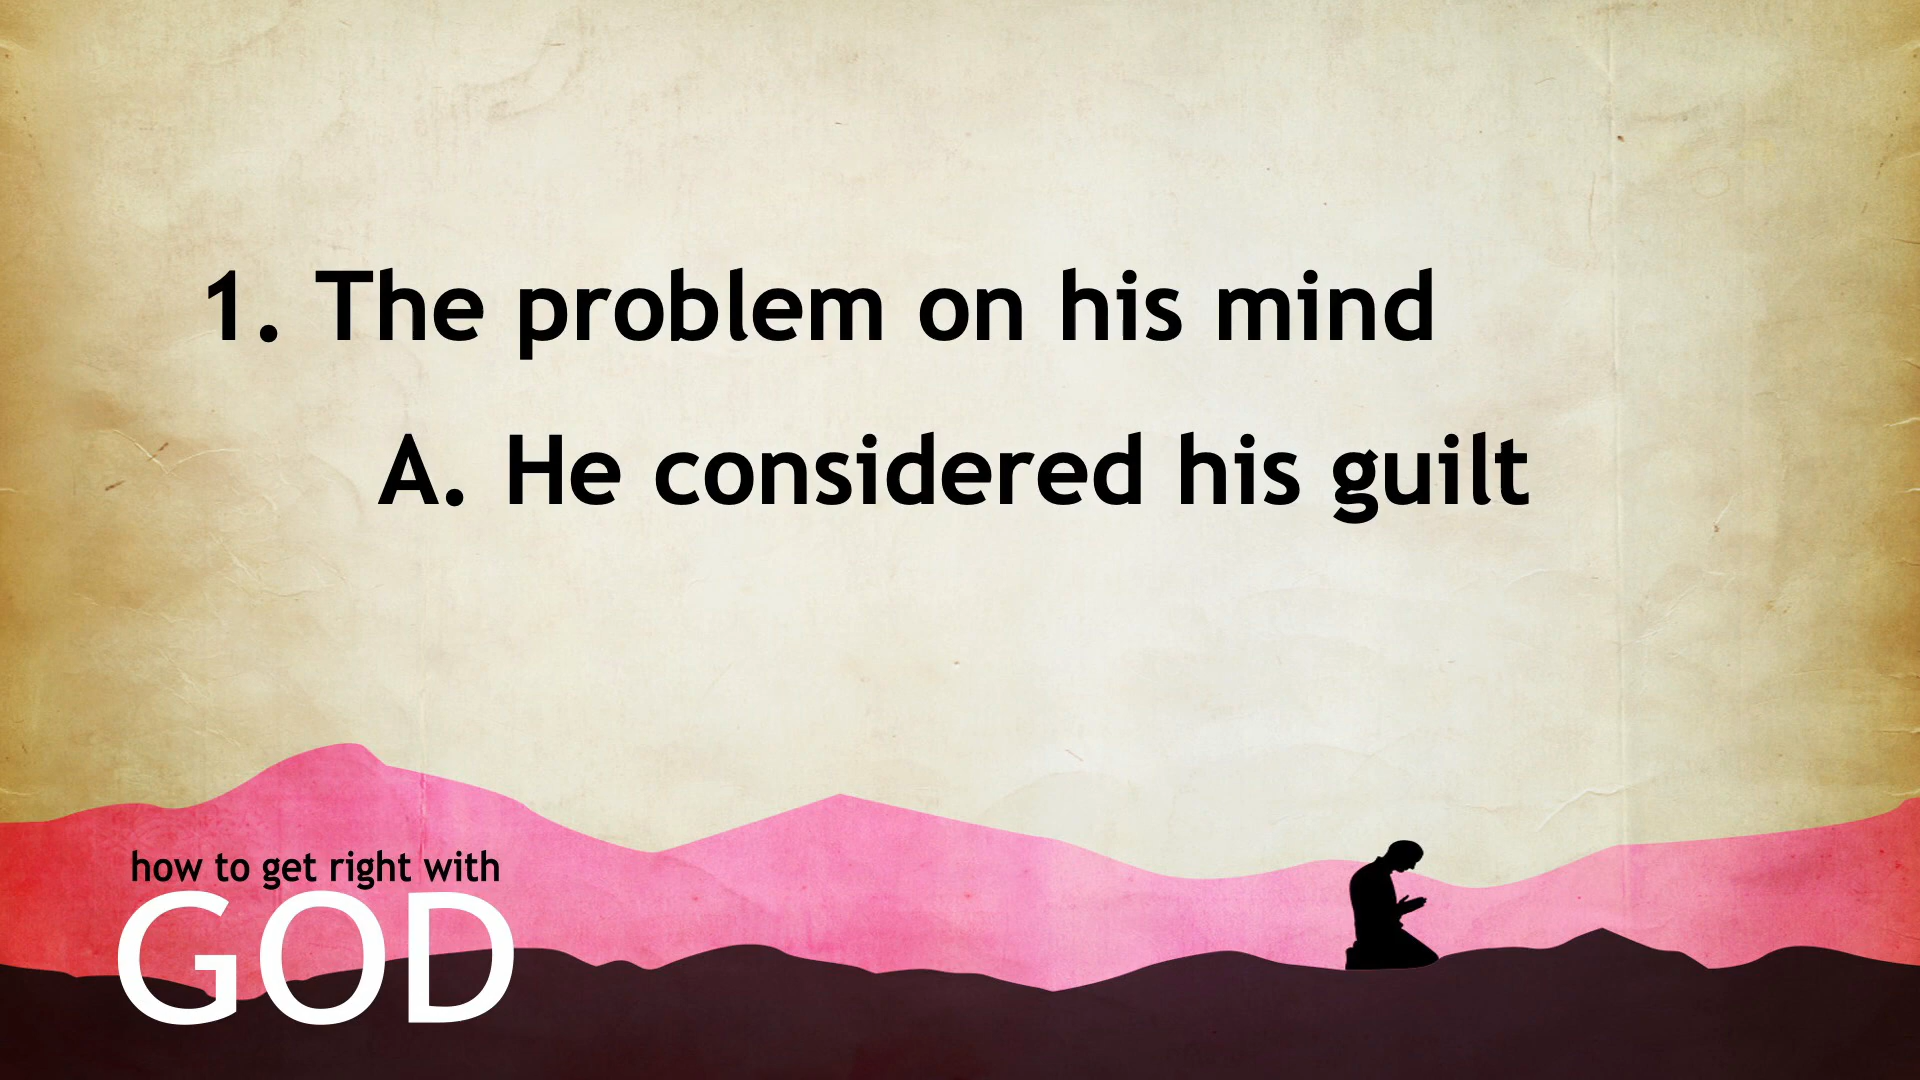 1. The problem on his mind
A. He considered his guilt
how to get right with
GOD